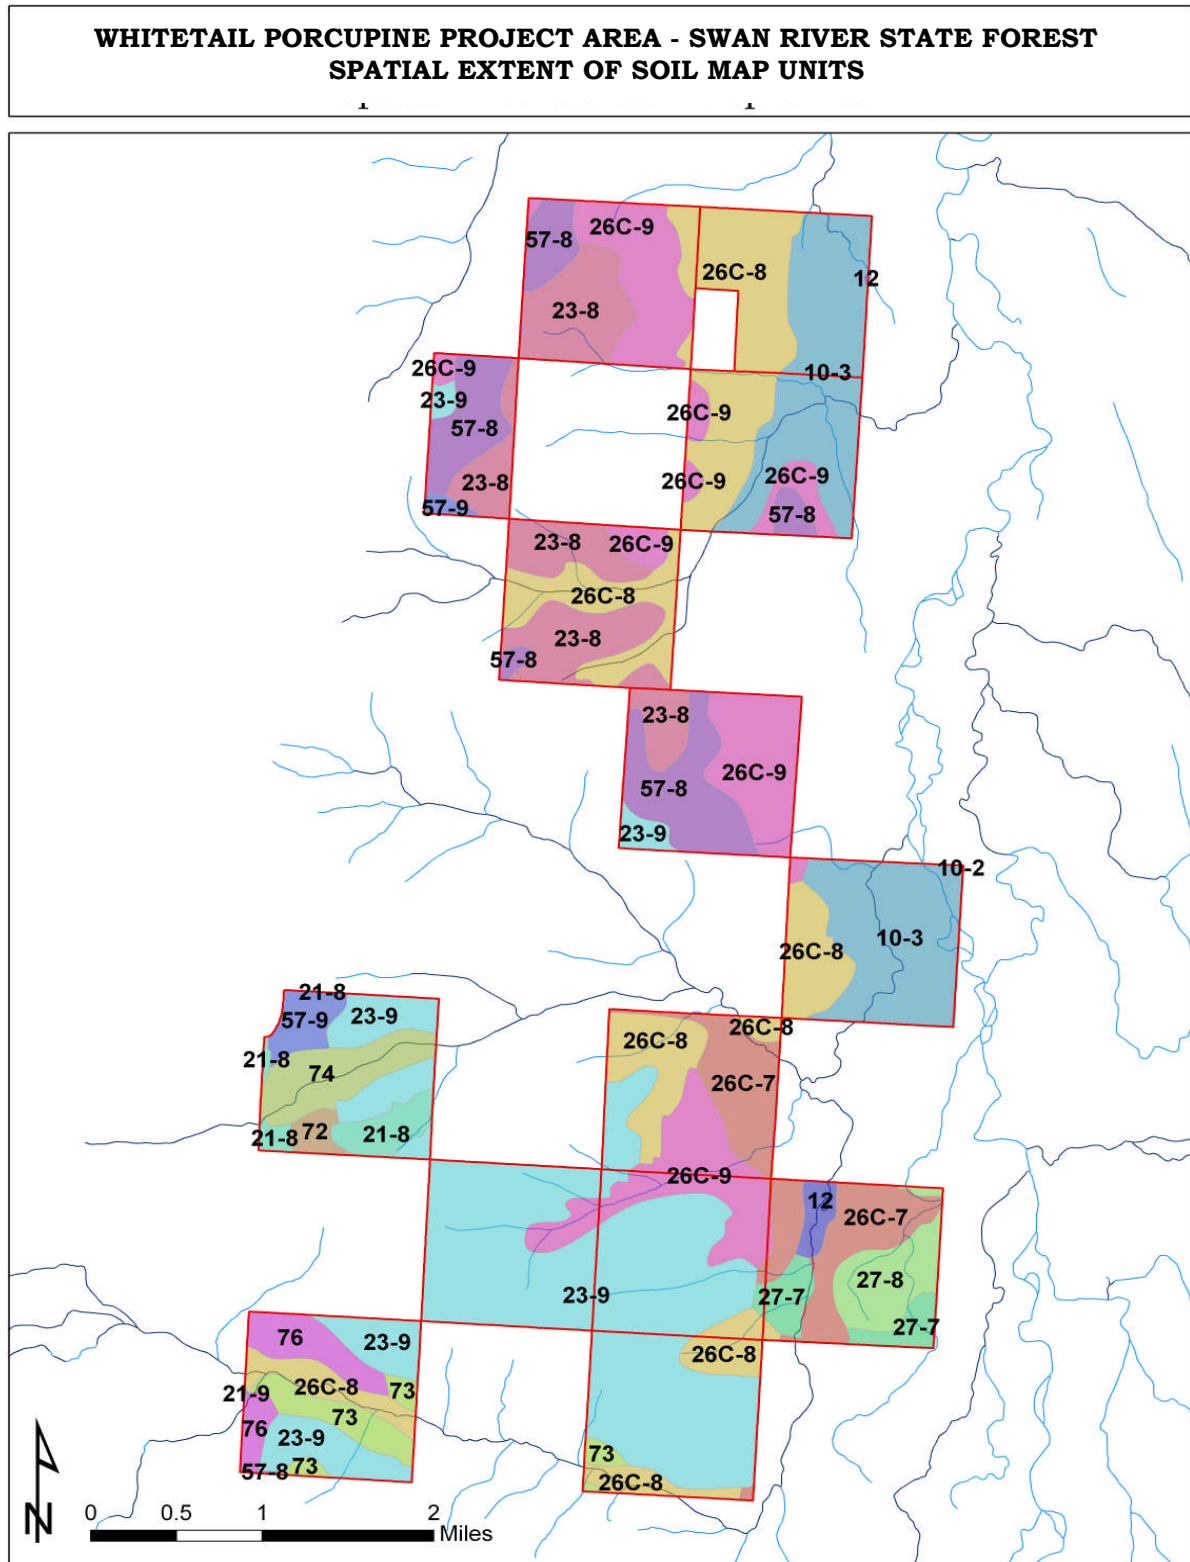 WHITETAIL PORCUPINE PROJECT AREA - SWAN RIVER STATE FOREST
SPATIAL EXTENT OF SOIL MAP UNITS
26C-9
57-8
26C-8
12
23-8
26C-9
10-3
23-9
26C-9
57-8
26C-9
26C-9
23-8
57-9
57-8
23-8
26C-9
26C-8
23-8
57-8
23-8
26C-9
57-8
23-9
10-2
10-3
26C-8
21-8
57-9
23-9
26C-8
26C-8
21-8
74
26C-7
21-8
72
21-8
26C-9
12
26C-7
27-8
23-9
27-7
27-7
76
23-9
26C-8
21-9
26C-8
73
73
76
23-9
57-8
73
73
26C-8
N
0
0.5
1
2
Miles